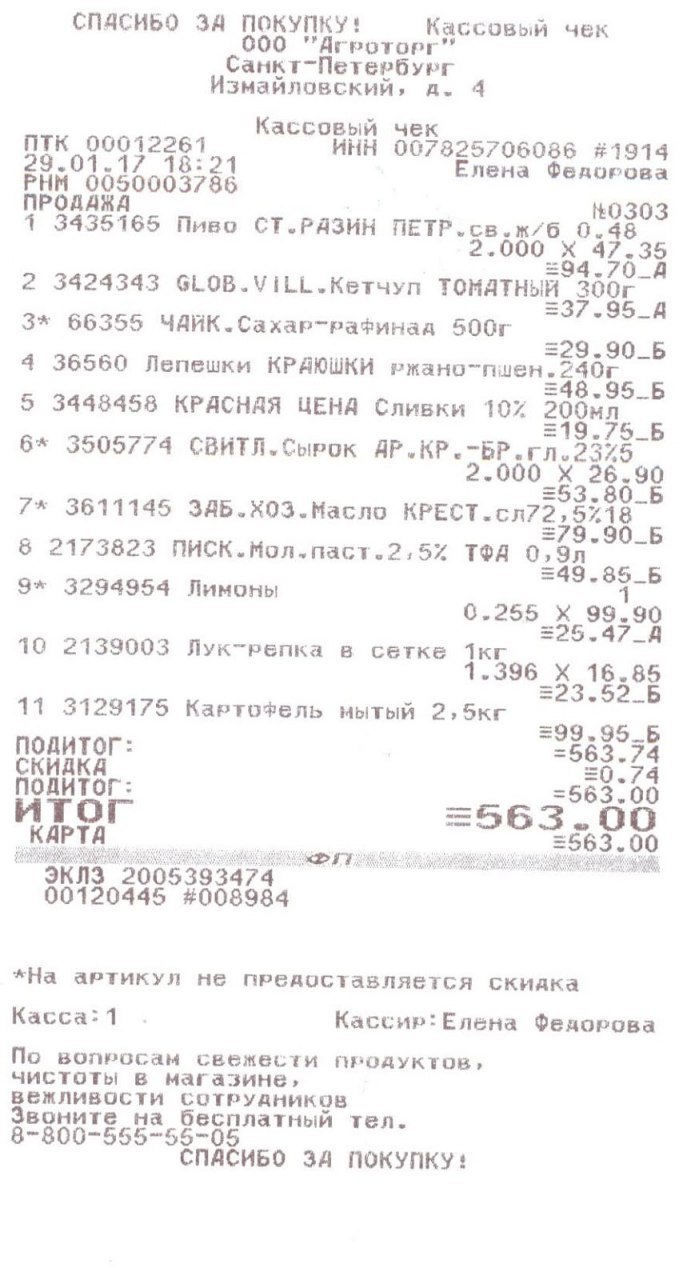 СПАСИБО ЗА ПОКУПКУ! Кассовый чек
ООО "Агроторг"
Санкт-Петербург
Измайловский, д. 4
Кассовый чек
ПТК 00012261 ИНН 007825706086 #1914
29.01.17 18:21 Елена Федорова
РНМ 0050003786
ПРОДАЖА №0303
1 3435165 Пиво СТ.РАЗИН ПЕТР.св.ж/б 0.48
2.000 X 47.35
≡94.70_А
2 3424343 GLOB.VILL.Кетчуп ТОМАТНЫЙ 300г
≡37.95_А
3* 66355 ЧАЙК.Сахар-рафинад 500г
≡29.90_Б
4 36560 Лепешки КРАЮШКИ ржано-пшен.240г
≡48.95_Б
5 3448458 КРАСНАЯ ЦЕНА Сливки 10% 200мл
≡19.75_Б
6* 3505774 СВИТЛ.Сырок АР.КР.-БР.гл.23%5
2.000 X 26.90
≡53.80_Б
7* 3611145 ЗАБ.ХОЗ.Масло КРЕСТ.сл72,5%18
≡79.90_Б
8 2173823 ПИСК.Мол.паст.2,5% ТФА 0,9л
≡49.85_Б
9* 3294954 Лимоны 1
0.255 X 99.90
≡25.47_А
10 2139003 Лук-репка в сетке 1кг
1.396 X 16.85
≡23.52_Б
11 3129175 Картофель мытый 2,5кг
≡99.95_Б
ПОДИТОГ: =563.74
СКИДКА ≡0.74
ПОДИТОГ: =563.00
ИТОГ ≡563.00
КАРТА ≡563.00
ФП
ЭКЛЗ 2005393474
00120445 #008984
*На артикул не предоставляется скидка
Касса:1 Кассир:Елена Федорова
По вопросам свежести продуктов,
чистоты в магазине,
вежливости сотрудников
Звоните на бесплатный тел.
8-800-555-55-05
СПАСИБО ЗА ПОКУПКУ!